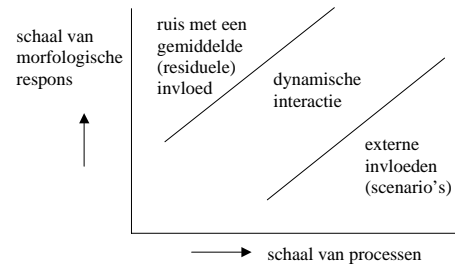 schaal van
morfologische
respons
ruis met een
gemiddelde
(residuele)
invloed
dynamische
interactie
externe
invloeden
(scenario's)
schaal van processen